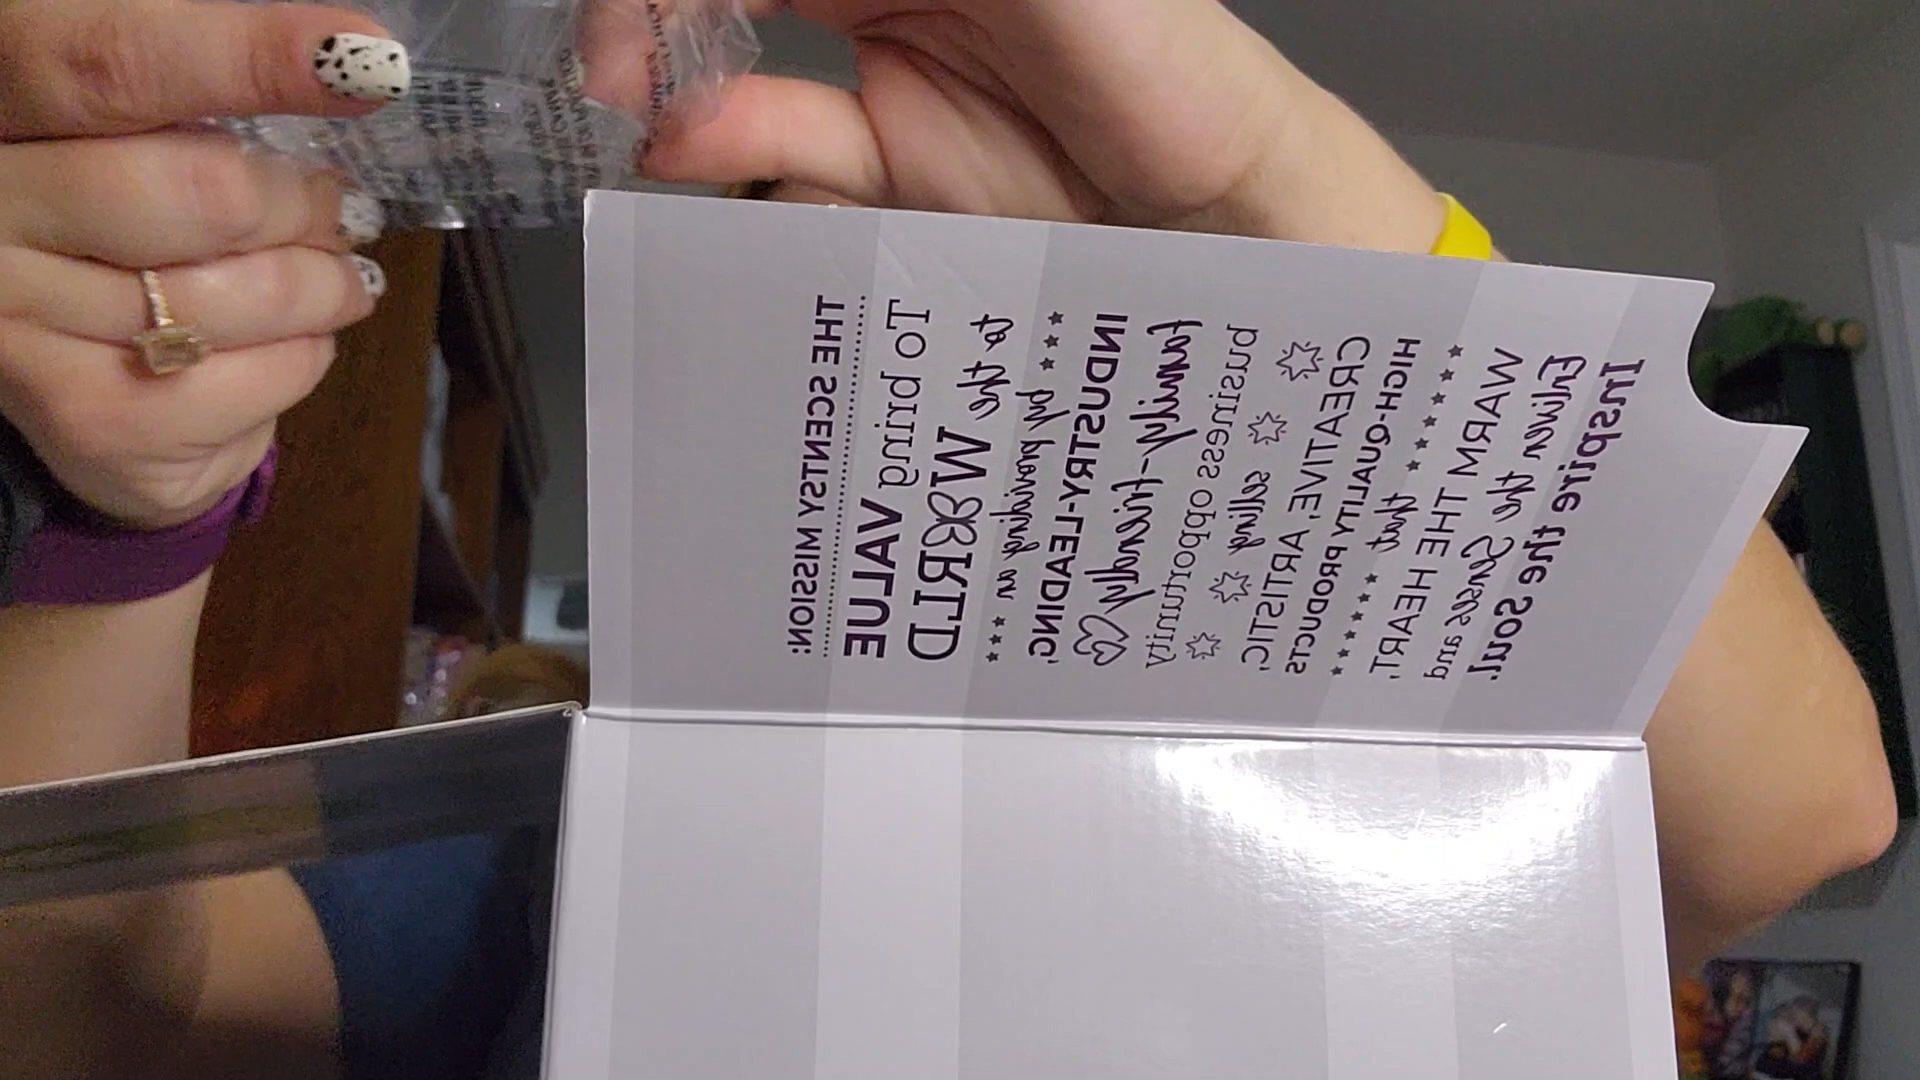 THE SCENTSY MISSION:
To bring VALUE
to the WORLD
by providing an
INDUSTRY-LEADING,
family-friendly
business opportunity
selling
CREATIVE, ARTISTIC,
HIGH-QUALITY PRODUCTS
that
WARM THE HEART,
Enliven the Senses and
Inspire the Soul.